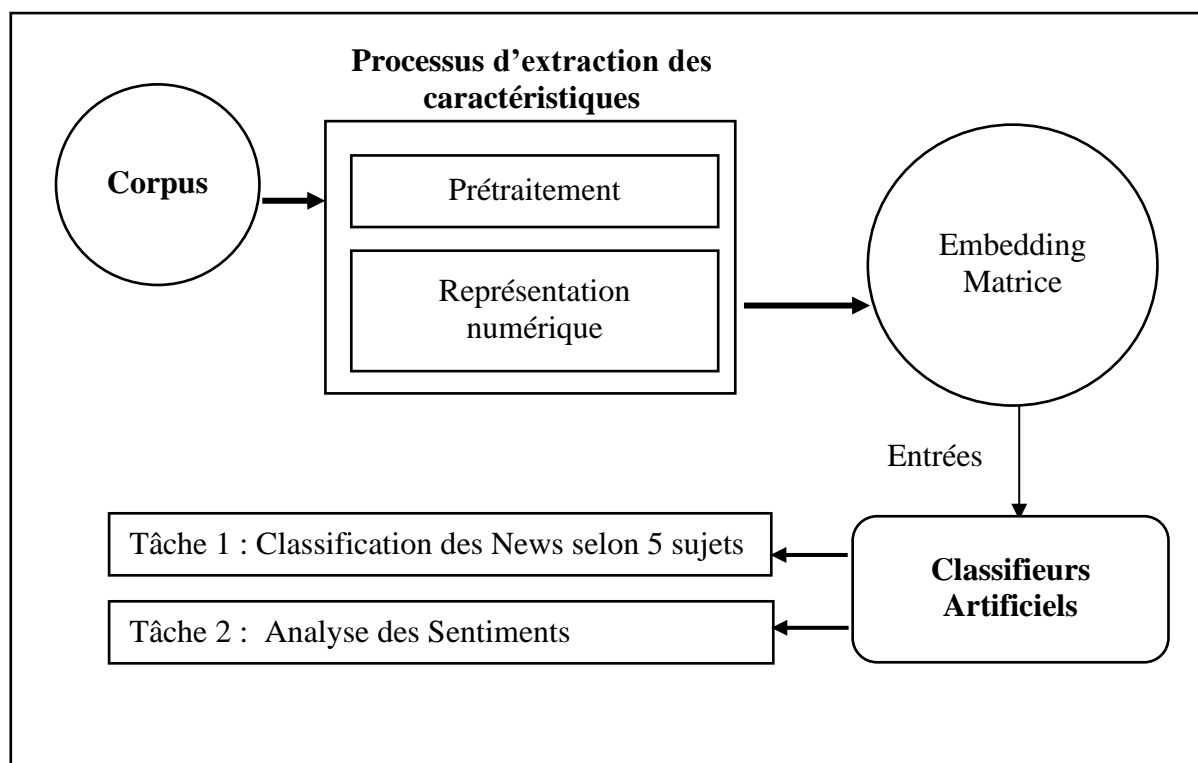 Processus d’extraction des
caractéristiques
Corpus
Prétraitement
Représentation
numérique
Embedding
Matrice
Entrées
Classifieurs
Artificiels
Tâche 1 : Classification des News selon 5 sujets
Tâche 2 :  Analyse des Sentiments